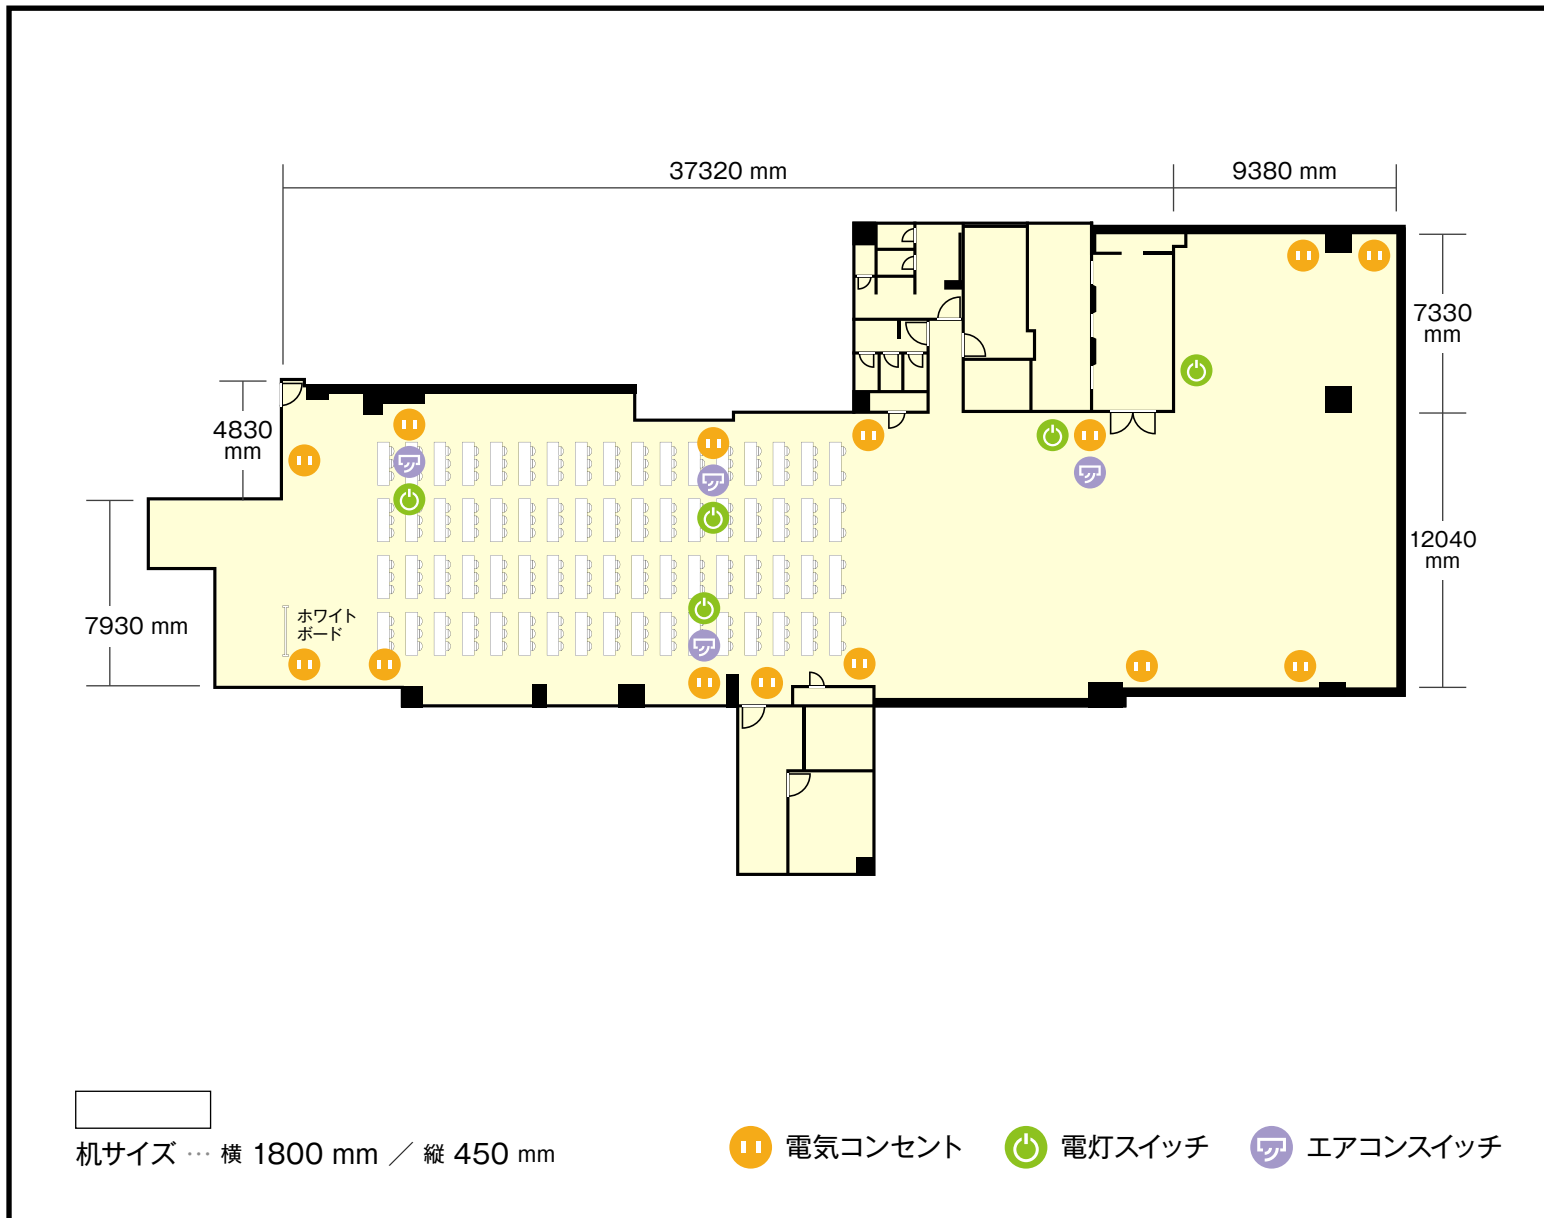 37320 mm
9380 mm
7330
mm
4830
mm
12040
mm
7930 mm
ホワイト
ボード
机サイズ … 横 1800 mm ／ 縦 450 mm
電気コンセント
電灯スイッチ
エアコンスイッチ